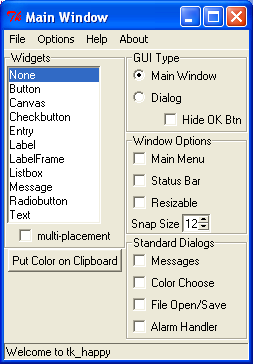 Main Window
File Options Help About
Widgets
None
Button
Canvas
Checkbutton
Entry
Label
LabelFrame
Listbox
Message
Radiobutton
Text
multi-placement
Put Color on Clipboard
GUI Type
Main Window
Dialog
Hide OK Btn
Window Options
Main Menu
Status Bar
Resizable
Snap Size 12
Standard Dialogs
Messages
Color Choose
File Open/Save
Alarm Handler
Welcome to tk_happy